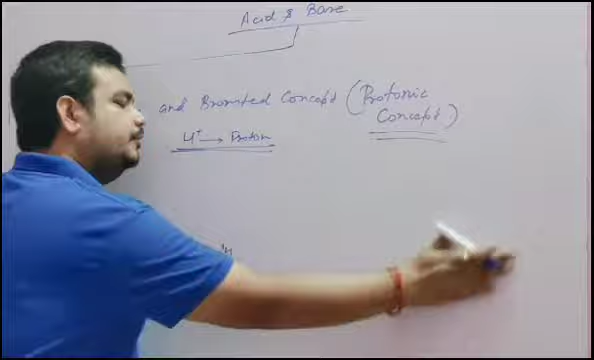 Acid & Base
and Bronsted Concept (Protonic
Concept)
H⁺ → Proton